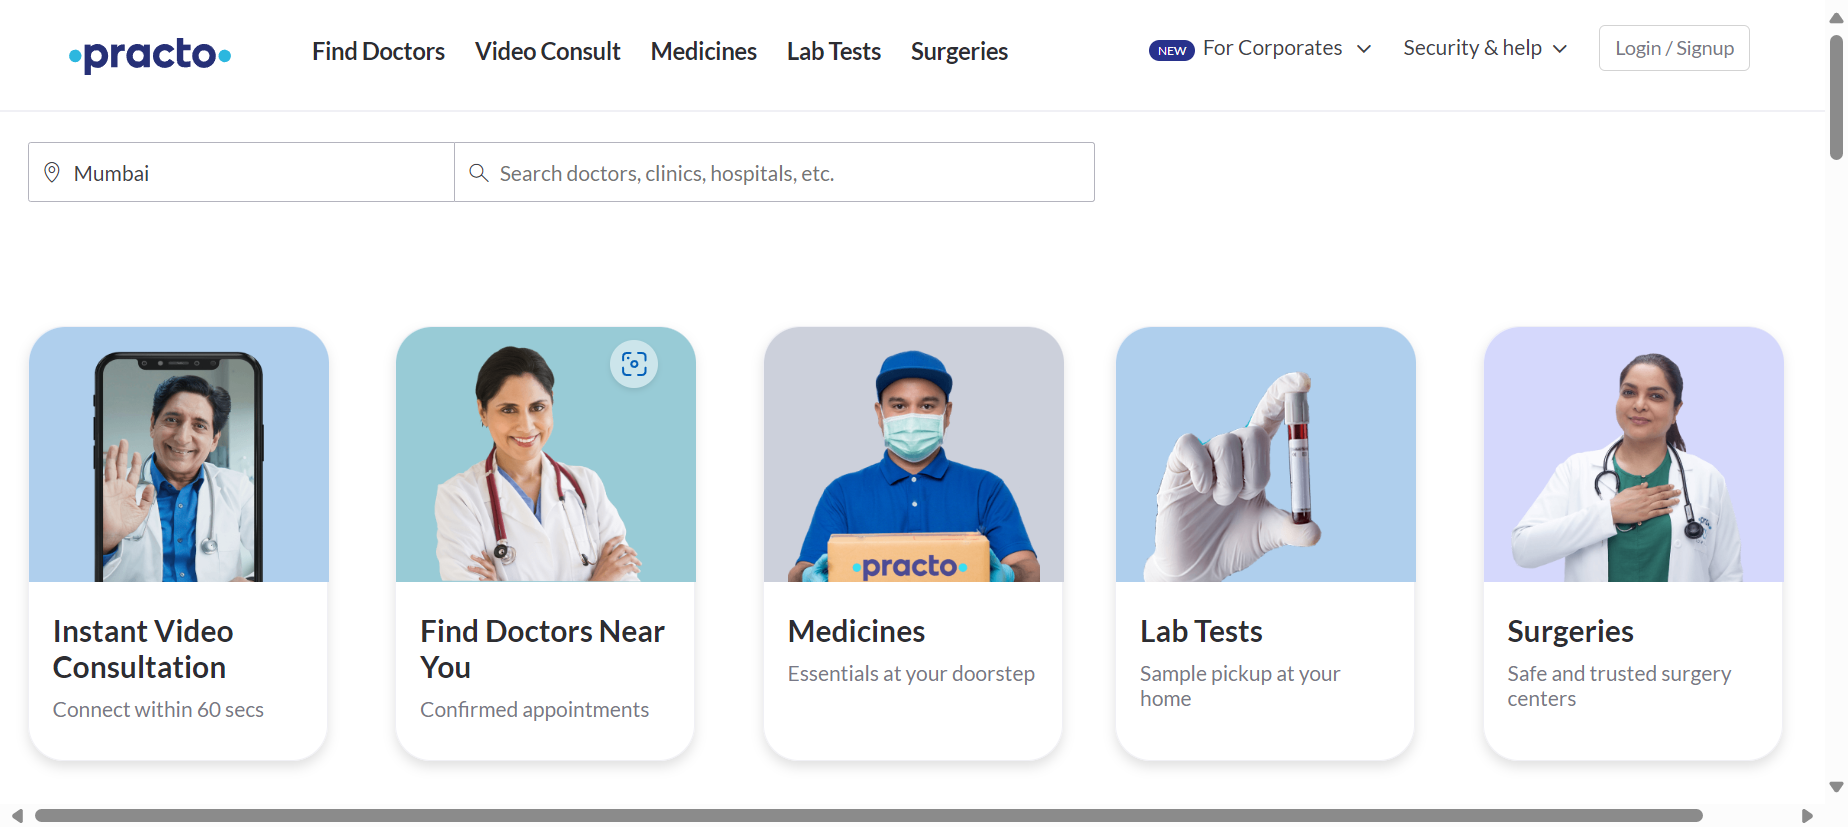 practo
Find Doctors
Video Consult
Medicines
Lab Tests
Surgeries
NEW
For Corporates
Security & help
Login / Signup
Mumbai
Search doctors, clinics, hospitals, etc.
practo
Instant Video
Consultation
Connect within 60 secs
Find Doctors Near
You
Confirmed appointments
Medicines
Essentials at your doorstep
Lab Tests
Sample pickup at your
home
Surgeries
Safe and trusted surgery
centers